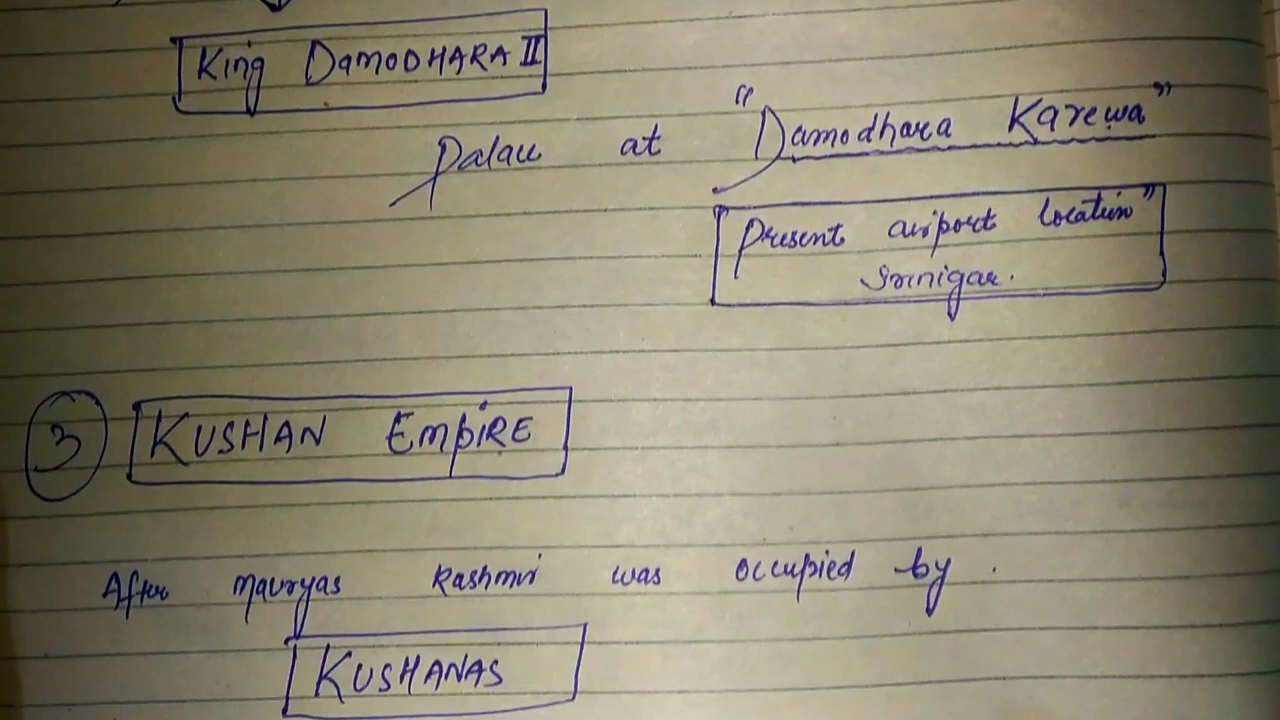 King DAMODHARA II
Palace at "Damodhara Karewa"
"Present airport location"
Srinigar.
3 KUSHAN EMPIRE
After Mauryas Kashmir was occupied by.
KUSHANAS